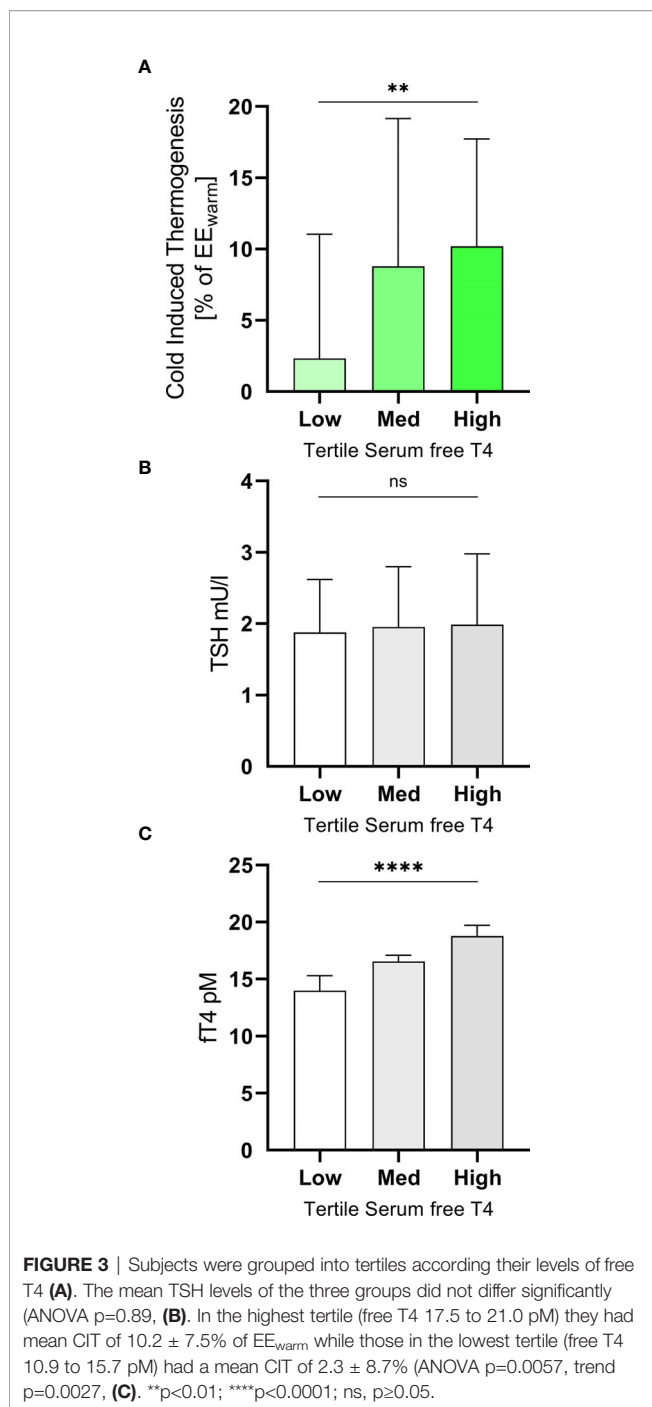 A
**
Cold Induced Thermogenesis
[% of EEwarm]
20
15
10
5
0
Low Med High
Tertile Serum free T4
B
ns
TSH mU/l
4
3
2
1
0
Low Med High
Tertile Serum free T4
C
****
fT4 pM
25
20
15
10
5
0
Low Med High
Tertile Serum free T4
FIGURE 3 | Subjects were grouped into tertiles according their levels of free
T4 (A). The mean TSH levels of the three groups did not differ significantly
(ANOVA p=0.89, (B). In the highest tertile (free T4 17.5 to 21.0 pM) they had
mean CIT of 10.2 ± 7.5% of EEwarm while those in the lowest tertile (free T4
10.9 to 15.7 pM) had a mean CIT of 2.3 ± 8.7% (ANOVA p=0.0057, trend
p=0.0027, (C). **p<0.01; ****p<0.0001; ns, p≥0.05.